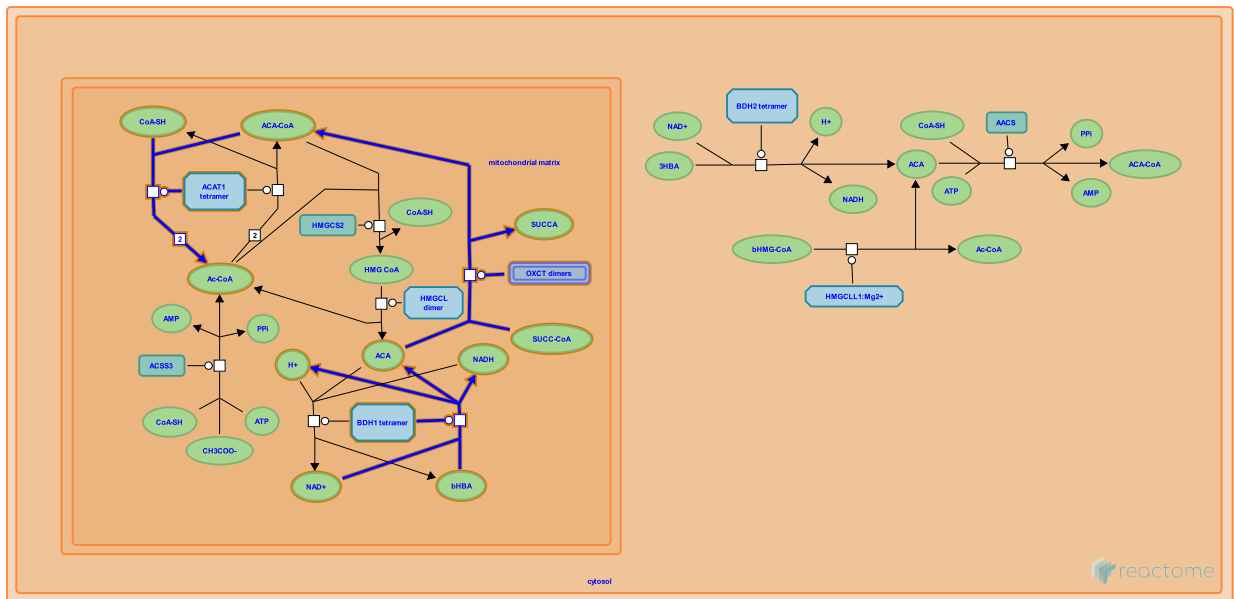 CoA-SH
ACA-CoA
mitochondrial matrix
ACAT1
tetramer
HMGCS2
CoA-SH
SUCCA
2
2
Ac-CoA
HMG CoA
OXCT dimers
HMGCL
dimer
AMP
PPi
SUCC-CoA
ACSS3
H+
ACA
NADH
CoA-SH
ATP
BDH1 tetramer
CH3COO-
NAD+
bHBA
BDH2 tetramer
NAD+
H+
3HBA
NADH
CoA-SH
AACS
PPi
ACA
ACA-CoA
ATP
AMP
bHMG-CoA
Ac-CoA
HMGCLL1:Mg2+
cytosol
reactome